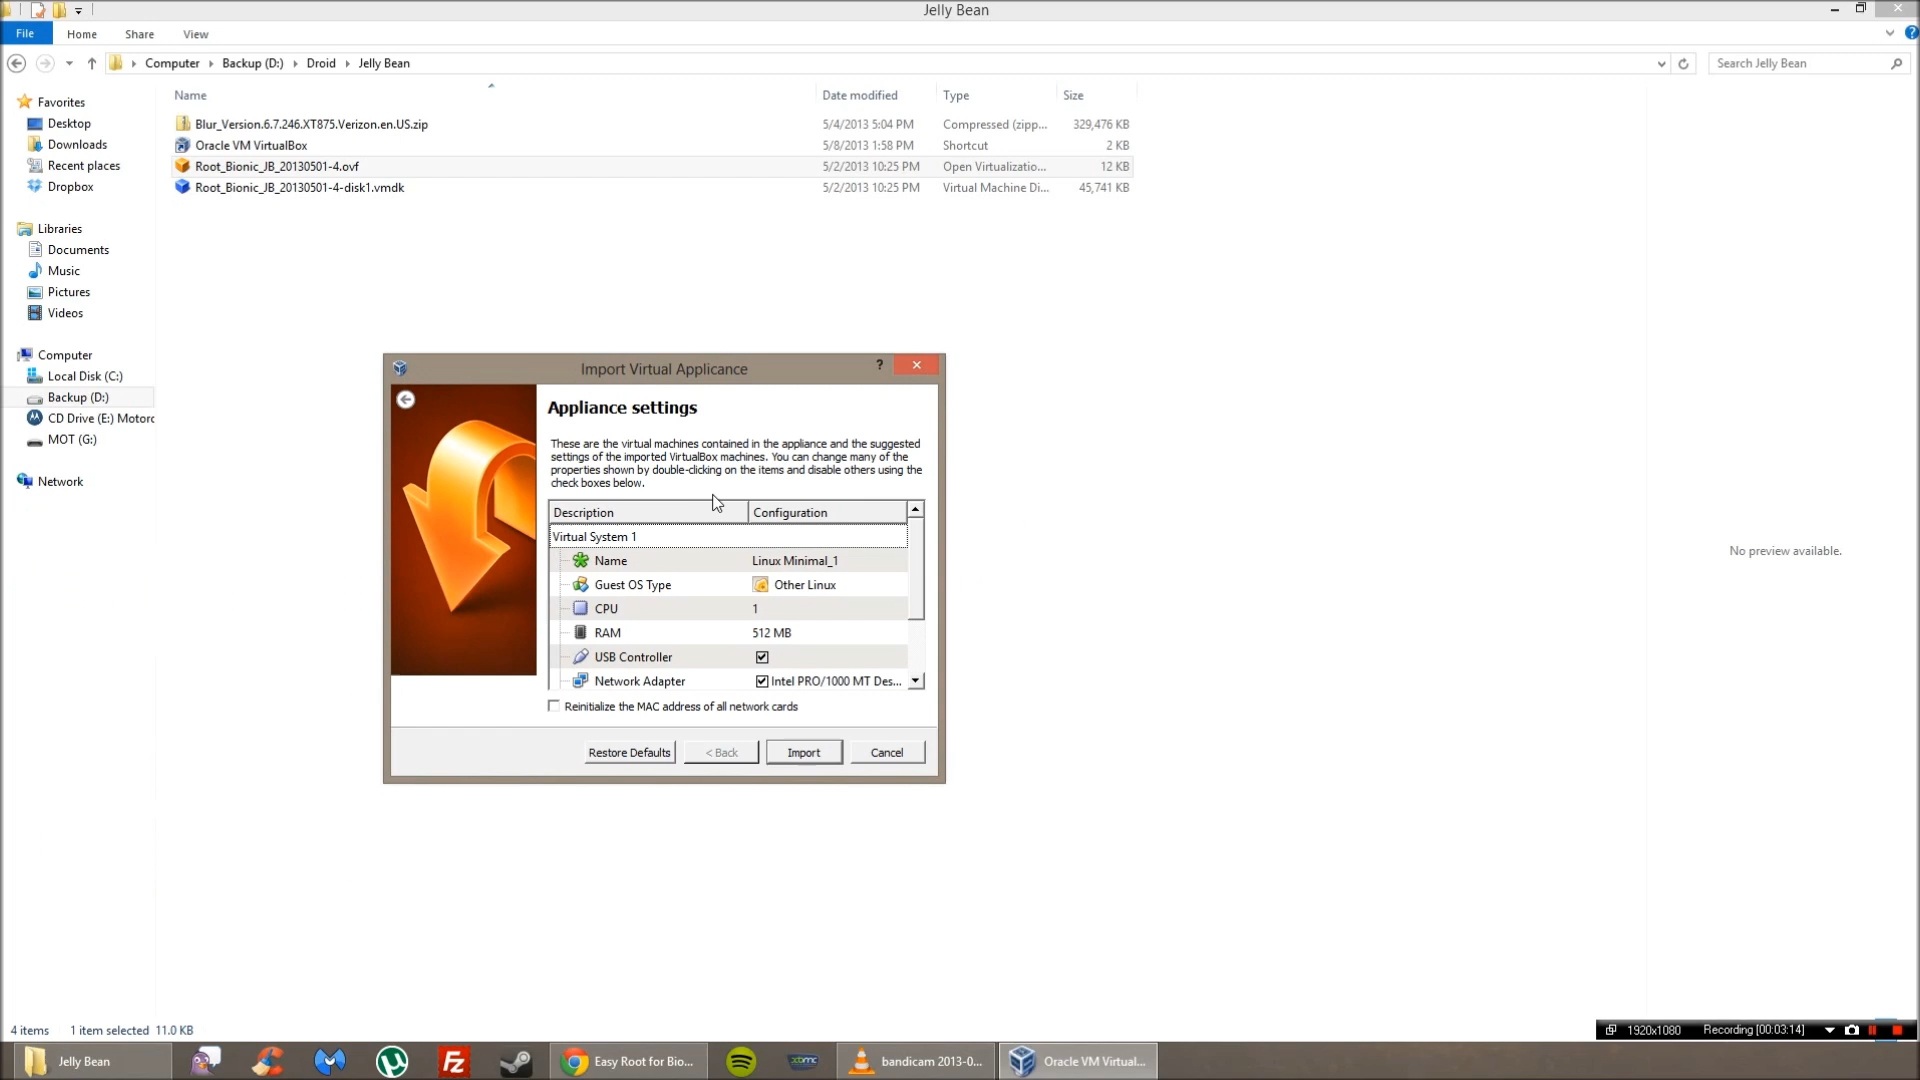 Jelly Bean
File Home Share View
Computer Backup (D:) Droid Jelly Bean Search Jelly Bean
Name Date modified Type Size
Favorites
Desktop
Downloads
Recent places
Dropbox
Libraries
Documents
Music
Pictures
Videos
Computer
Local Disk (C:)
Backup (D:)
CD Drive (E:) Motorc
MOT (G:)
Network
Blur_Version.6.7.246.XT875.Verizon.en.US.zip 5/4/2013 5:04 PM Compressed (zipp... 329,476 KB
Oracle VM VirtualBox 5/8/2013 1:58 PM Shortcut 2 KB
Root_Bionic_JB_20130501-4.ovf 5/2/2013 10:25 PM Open Virtualizatio... 12 KB
Root_Bionic_JB_20130501-4-disk1.vmdk 5/2/2013 10:25 PM Virtual Machine Di... 45,741 KB
Import Virtual Applicance ?
Appliance settings
These are the virtual machines contained in the appliance and the suggested
settings of the imported VirtualBox machines. You can change many of the
properties shown by double-clicking on the items and disable others using the
check boxes below.
Description Configuration
Virtual System 1
Name Linux Minimal_1
Guest OS Type Other Linux
CPU 1
RAM 512 MB
USB Controller
Network Adapter Intel PRO/1000 MT Des...
Reinitialize the MAC address of all network cards
Restore Defaults < Back Import Cancel
No preview available.
4 items 1 item selected 11.0 KB
1920x1080 Recording [00:03:14]
Jelly Bean Easy Root for Bio... xbmc bandicam 2013-0... Oracle VM Virtual...